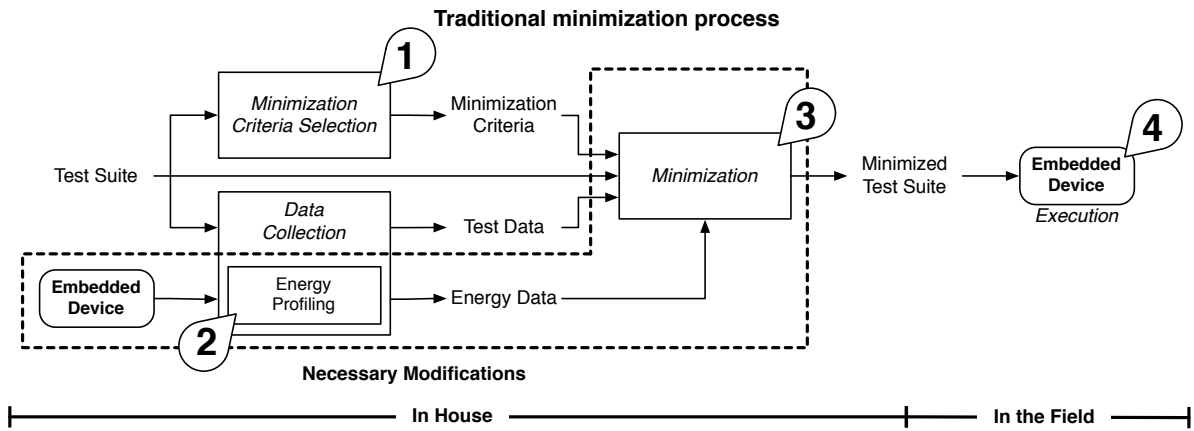 Traditional minimization process
1
Minimization
Criteria Selection
Minimization
Criteria
3
4
Test Suite
Minimization
Minimized
Test Suite
Embedded
Device
Execution
Data
Collection
Test Data
Embedded
Device
Energy
Profiling
Energy Data
2
Necessary Modifications
In House
In the Field